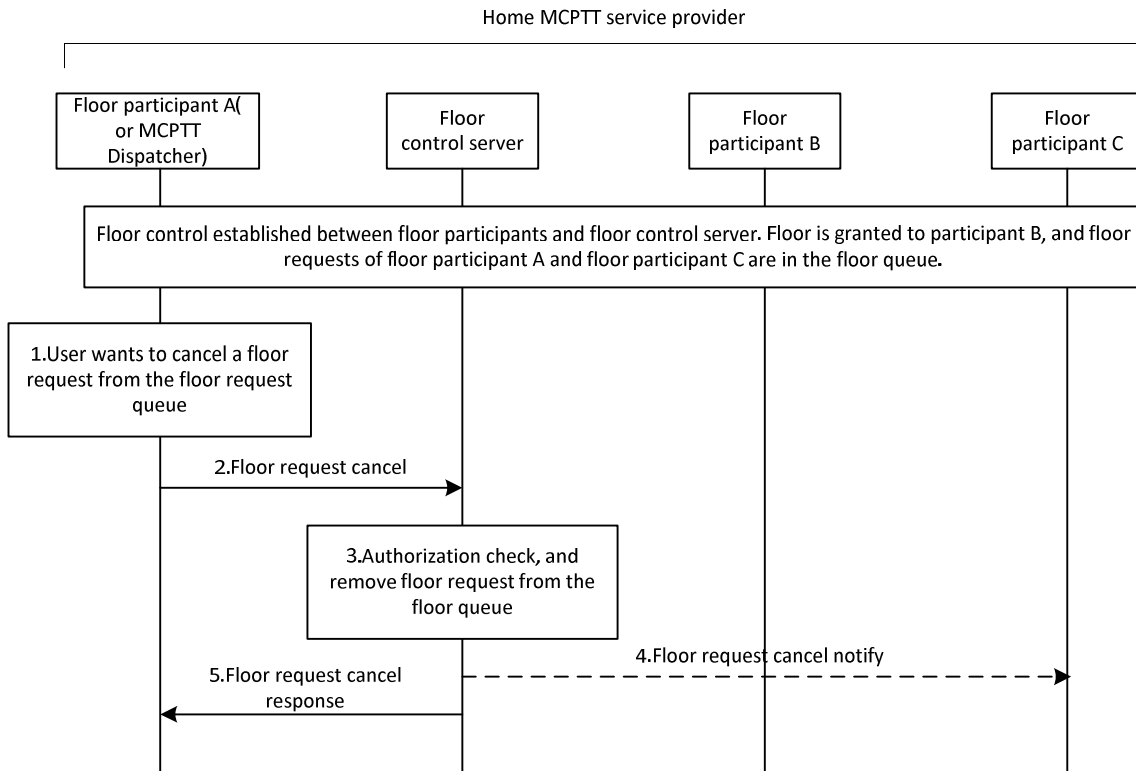 Home MCPTT service provider
Floor participant A(
or MCPTT
Dispatcher)
Floor
control server
Floor
participant B
Floor
participant C
Floor control established between floor participants and floor control server. Floor is granted to participant B, and floor
requests of floor participant A and floor participant C are in the floor queue.
1.User wants to cancel a floor
request from the floor request
queue
2.Floor request cancel
3.Authorization check, and
remove floor request from the
floor queue
4.Floor request cancel notify
5.Floor request cancel
response